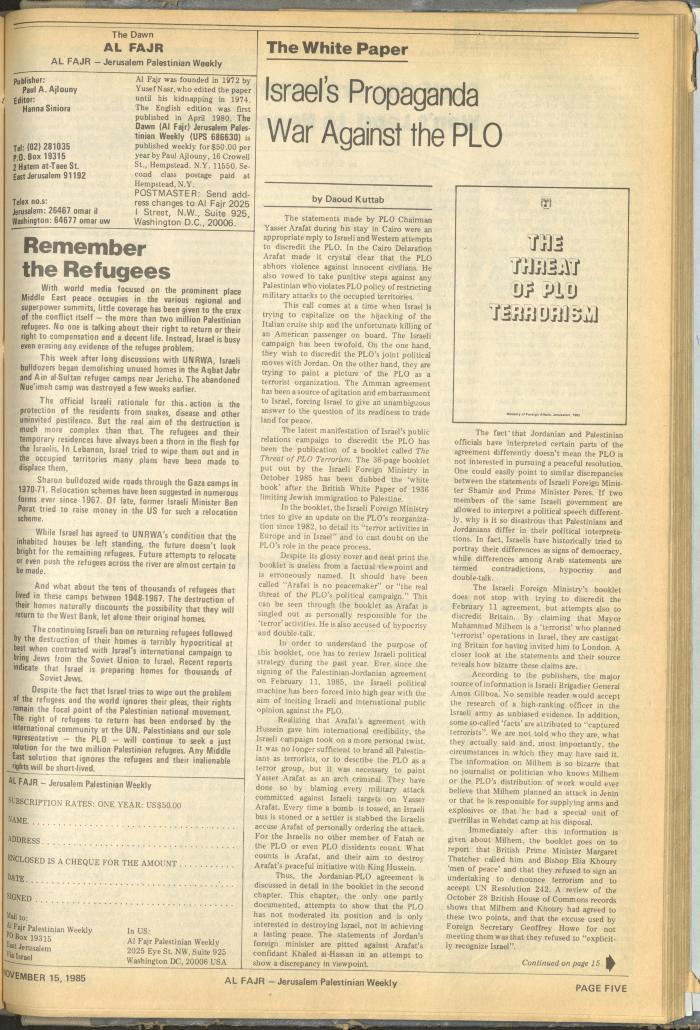 The Dawn
AL FAJR
AL FAJR — Jerusalem Palestinian Weekly
Publisher:
Paul A. Ajlouny
Editor:
Hanna Siniora
Tel: (02) 281035
P.O. Box 19315
2 Hatem at-Taee St.
East Jerusalem 91192
Telex no.s:
Jerusalem: 26467 omar il
Washington: 64677 omar uw
Al Fajr was founded in 1972 by
Yusef Nasr, who edited the paper
until his kidnapping in 1974.
The English edition was first
published in April 1980. The
Dawn (Al Fajr) Jerusalem Pales-
tinian Weekly (UPS 686630) is
published weekly for $50.00 per
year by Paul Ajlouny, 16 Crowell
St., Hempstead. N.Y. 11550. Se-
cond class postage paid at
Hempstead, N.Y.
POSTMASTER: Send add-
ress changes to Al Fajr 2025
I Street, N.W., Suite 925,
Washington D.C., 20006.
Remember
the Refugees
With world media focused on the prominent place
Middle East peace occupies in the various regional and
superpower summits, little coverage has been given to the crux
of the conflict itself — the more than two million Palestinian
refugees. No one is talking about their right to return or their
right to compensation and a decent life. Instead, Israel is busy
even erasing any evidence of the refugee problem.
This week after long discussions with UNRWA, Israeli
bulldozers began demolishing unused homes in the Aqbat Jabr
and Ain al-Sultan refugee camps near Jericho. The abandoned
Nue'imeh camp was destroyed a few weeks earlier.
The official Israeli rationale for this action is the
protection of the residents from snakes, disease and other
uninvited pestilence. But the real aim of the destruction is
much more complex than that. The refugees and their
temporary residences have always been a thorn in the flesh for
the Israelis. In Lebanon, Israel tried to wipe them out and in
the occupied territories many plans have been made to
displace them.
Sharon bulldozed wide roads through the Gaza camps in
1970-71. Relocation schemes have been suggested in numerous
forms ever since 1967. Of late, former Israeli Minister Ben
Porat tried to raise money in the US for such a relocation
scheme.
While Israel has agreed to UNRWA's condition that the
inhabited houses be left standing, the future doesn't look
bright for the remaining refugees. Future attempts to relocate
or even push the refugees across the river are almost certain to
be made.
And what about the tens of thousands of refugees that
lived in these camps between 1948-1967. The destruction of
their homes naturally discounts the possibility that they will
return to the West Bank, let alone their original homes.
The continuing Israeli ban on returning refugees followed
by the destruction of their homes is terribly hypocritical at
best when contrasted with Israel's international campaign to
bring Jews from the Soviet Union to Israel. Recent reports
indicate that Israel is preparing homes for thousands of
Soviet Jews.
Despite the fact that Israel tries to wipe out the problem
of the refugees and the world ignores their pleas, their rights
remain the focal point of the Palestinian national movement.
The right of refugees to return has been endorsed by the
international community at the UN. Palestinians and our sole
representative — the PLO — will continue to seek a just
solution for the two million Palestinian refugees. Any Middle
East solution that ignores the refugees and their inalienable
rights will be short-lived.
AL FAJR — Jerusalem Palestinian Weekly
SUBSCRIPTION RATES: ONE YEAR: US$50.00
NAME
ADDRESS
ENCLOSED IS A CHEQUE FOR THE AMOUNT
DATE
SIGNED
Mail to:
Al Fajr Palestinian Weekly
PO Box 19315
East Jerusalem
Via Israel
In US:
Al Fajr Palestinian Weekly
2025 Eye St. NW, Suite 925
Washington DC, 20006 USA
The White Paper
Israel's Propaganda
War Against the PLO
by Daoud Kuttab
The statements made by PLO Chairman
Yasser Arafat during his stay in Cairo were an
appropriate reply to Israeli and Western attempts
to discredit the PLO. In the Cairo Delaration
Arafat made it crystal clear that the PLO
abhors violence against innocent civilians. He
also vowed to take punitive steps against any
Palestinian who violates PLO policy of restricting
military attacks to the occupied territories.
This call comes at a time when Israel is
trying to capitalize on the hijacking of the
Italian cruise ship and the unfortunate killing of
an American passenger on board. The Israeli
campaign has been twofold. On the one hand,
they wish to discredit the PLO's joint political
moves with Jordan. On the other hand, they are
trying to paint a picture of the PLO as a
terrorist organization. The Amman agreement
has been a source of agitation and embarrassment
to Israel, forcing Israel to give an unambiguous
answer to the question of its readiness to trade
land for peace.
The latest manifestation of Israel's public
relations campaign to discredit the PLO has
been the publication of a booklet called The
Threat of PLO Terrorism. The 36-page booklet
put out by the Israeli Foreign Ministry in
October 1985 has been dubbed the 'white
book' after the British White Paper of 1936
limiting Jewish immigration to Palestine.
In the booklet, the Israeli Foreign Ministry
tries to give an update on the PLO's reorganiza-
tion since 1982, to detail its "terror activities in
Europe and in Israel" and to cast doubt on the
PLO's role in the peace process.
Despite its glossy cover and neat print the
booklet is useless from a factual viewpoint and
is erroneously named. It should have been
called "Arafat is no peacemaker" or "the real
threat of the PLO's political campaign." This
can be seen through the booklet as Arafat is
singled out as personally responsible for the
'terror' activities. He is also accused of hypocrisy
and double-talk.
In order to understand the purpose of
this booklet, one has to review Israeli political
strategy during the past year. Ever since the
signing of the Palestinian-Jordanian agreement
on February 11, 1985, the Israeli political
machine has been forced into high gear with the
aim of inciting Israeli and international public
opinion against the PLO.
Realizing that Arafat's agreement with
Hussein gave him international credibility, the
Israeli campaign took on a more personal twist.
It was no longer sufficient to brand all Palestin-
ians as terrorists, or to describe the PLO as a
terror group, but it was necessary to paint
Yasser Arafat as an arch criminal. They have
done so by blaming every military attack
committed against Israeli targets on Yasser
Arafat. Every time a bomb is tossed, an Israeli
bus is stoned or a settler is stabbed the Israelis
accuse Arafat of personally ordering the attack.
For the Israelis no other member of Fatah or
the PLO or even PLO dissidents count. What
counts is Arafat, and their aim to destroy
Arafat's peaceful initiative with King Hussein.
Thus, the Jordanian-PLO agreement is
discussed in detail in the booklet in the second
chapter. This chapter, the only one partly
documented, attempts to show that the PLO
has not moderated its position and is only
interested in destroying Israel, not in achieving
a lasting peace. The statements of Jordan's
foreign minister are pitted against Arafat's
confidant Khaled al-Hassan in an attempt to
show a discrepancy in viewpoint.
THE
THREAT
OF PLO
TERRORISM
Ministry of Foreign Affairs, Jerusalem, 1985
The fact that Jordanian and Palestinian
officials have interpreted certain parts of the
agreement differently doesn't mean the PLO is
not interested in pursuing a peaceful resolution.
One could easily point to similar discrepancies
between the statements of Israeli Foreign Minis-
ter Shamir and Prime Minister Peres. If two
members of the same Israeli government are
allowed to interpret a political speech different-
ly, why is it so disastrous that Palestinians and
Jordanians differ in their political interpreta-
tions. In fact, Israelis have historically tried to
portray their differences as signs of democracy,
while differences among Arab statements are
termed contradictions, hypocrisy and
double-talk.
The Israeli Foreign Ministry's booklet
does not stop with trying to discredit the
February 11 agreement, but attempts also to
discredit Britain. By claiming that Mayor
Muhammad Milhem is a 'terrorist' who planned
'terrorist' operations in Israel, they are castigat-
ing Britain for having invited him to London. A
closer look at the statements and their source
reveals how bizarre these claims are.
According to the publishers, the major
source of information is Israeli Brigadier General
Amos Gilboa. No sensible reader would accept
the research of a high-ranking officer in the
Israeli army as unbiased evidence. In addition,
some so-called 'facts' are attributed to "captured
terrorists". We are not told who they are, what
they actually said and, most importantly, the
circumstances in which they may have said it.
The information on Milhem is so bizarre that
no journalist or politician who knows Milhem
or the PLO's distribution of work would ever
believe that Milhem planned an attack in Jenin
or that he is responsible for supplying arms and
explosives or that he had a special unit of
guerrillas in Wehdat camp at his disposal.
Immediately after this information is
given about Milhem, the booklet goes on to
report that British Prime Minister Margaret
Thatcher called him and Bishop Elia Khoury
'men of peace' and that they refused to sign an
undertaking to denounce terrorism and to
accept UN Resolution 242. A review of the
October 28 British House of Commons records
shows that Milhem and Khoury had agreed to
these two points, and that the excuse used by
Foreign Secretary Geoffrey Howe for not
meeting them was that they refused to "explicit-
ly recognize Israel".
Continued on page 15
NOVEMBER 15, 1985
AL FAJR — Jerusalem Palestinian Weekly
PAGE FIVE